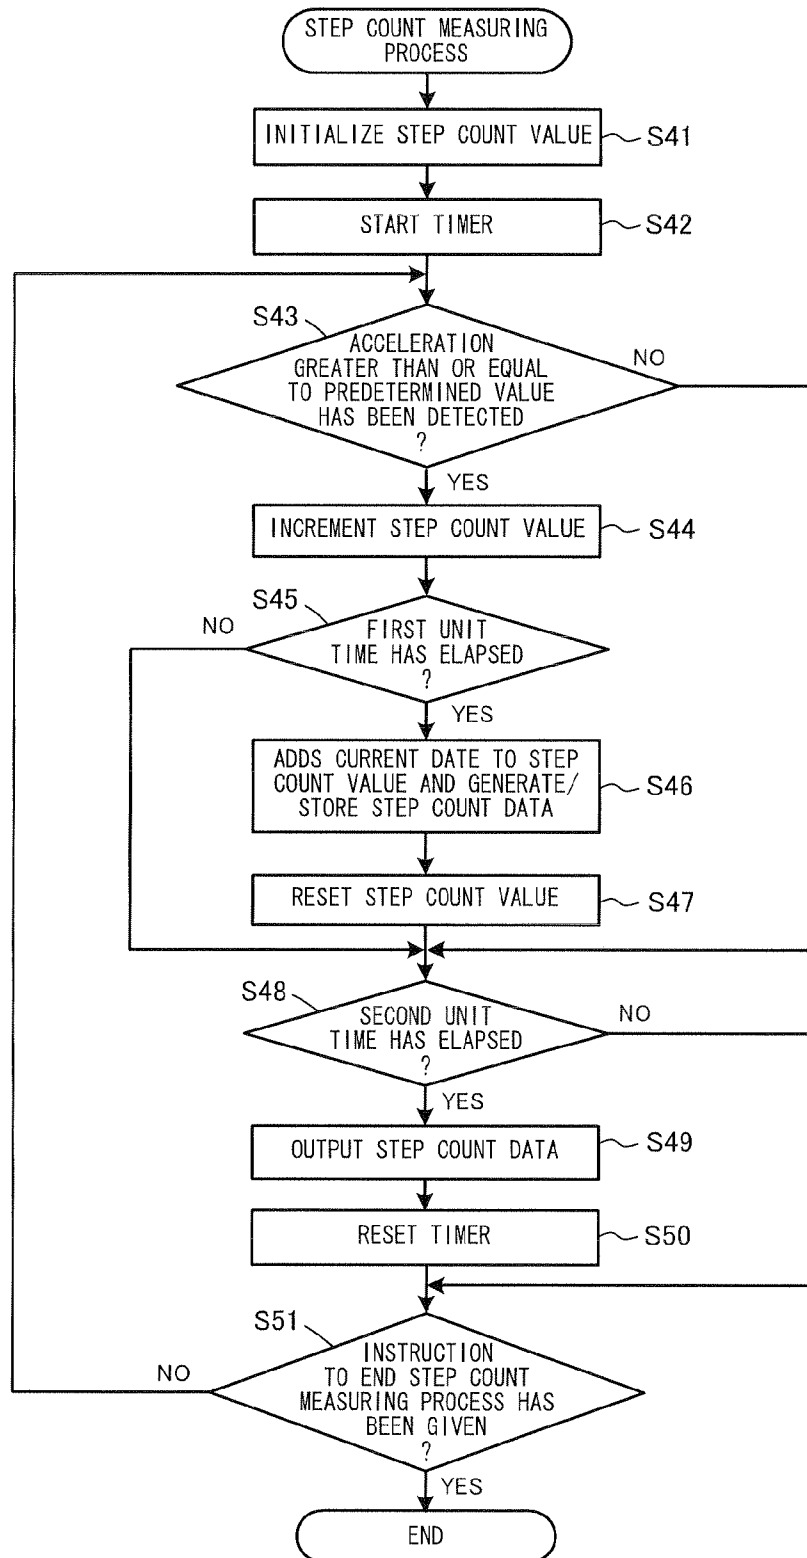 STEP COUNT MEASURING
PROCESS
INITIALIZE STEP COUNT VALUE
S41
START TIMER
S42
S43
ACCELERATION
GREATER THAN OR EQUAL
TO PREDETERMINED VALUE
HAS BEEN DETECTED
?
NO
YES
INCREMENT STEP COUNT VALUE
S44
S45
NO
FIRST UNIT
TIME HAS ELAPSED
?
YES
ADDS CURRENT DATE TO STEP
COUNT VALUE AND GENERATE/
STORE STEP COUNT DATA
S46
RESET STEP COUNT VALUE
S47
S48
SECOND UNIT
TIME HAS ELAPSED
?
NO
YES
OUTPUT STEP COUNT DATA
S49
RESET TIMER
S50
S51
NO
INSTRUCTION
TO END STEP COUNT
MEASURING PROCESS HAS
BEEN GIVEN
?
YES
END